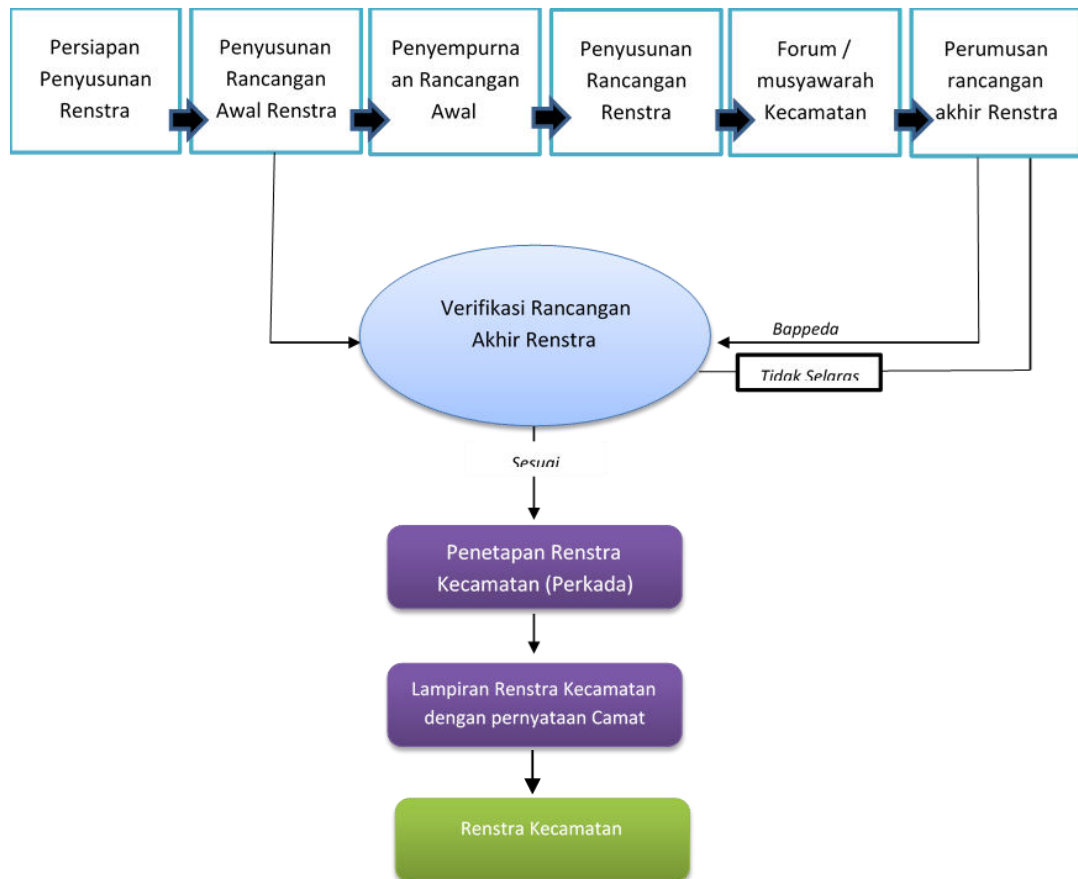 Persiapan
Penyusunan
Renstra
Penyusunan
Rancangan
Awal Renstra
Penyempurna
an Rancangan
Awal
Penyusunan
Rancangan
Renstra
Forum /
musyawarah
Kecamatan
Perumusan
rancangan
akhir Renstra
Verifikasi Rancangan
Akhir Renstra
Bappeda
Tidak Selaras
Sesuai
Penetapan Renstra
Kecamatan (Perkada)
Lampiran Renstra Kecamatan
dengan pernyataan Camat
Renstra Kecamatan